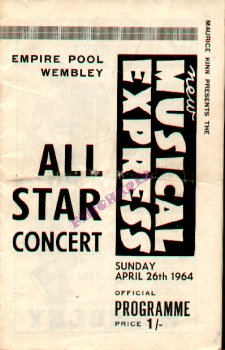 MAURICE KINN PRESENTS THE
EMPIRE POOL
WEMBLEY
new
MUSICAL
EXPRESS
ALL
STAR
CONCERT
SUNDAY
APRIL 26th 1964
OFFICIAL
PROGRAMME
PRICE 1/-